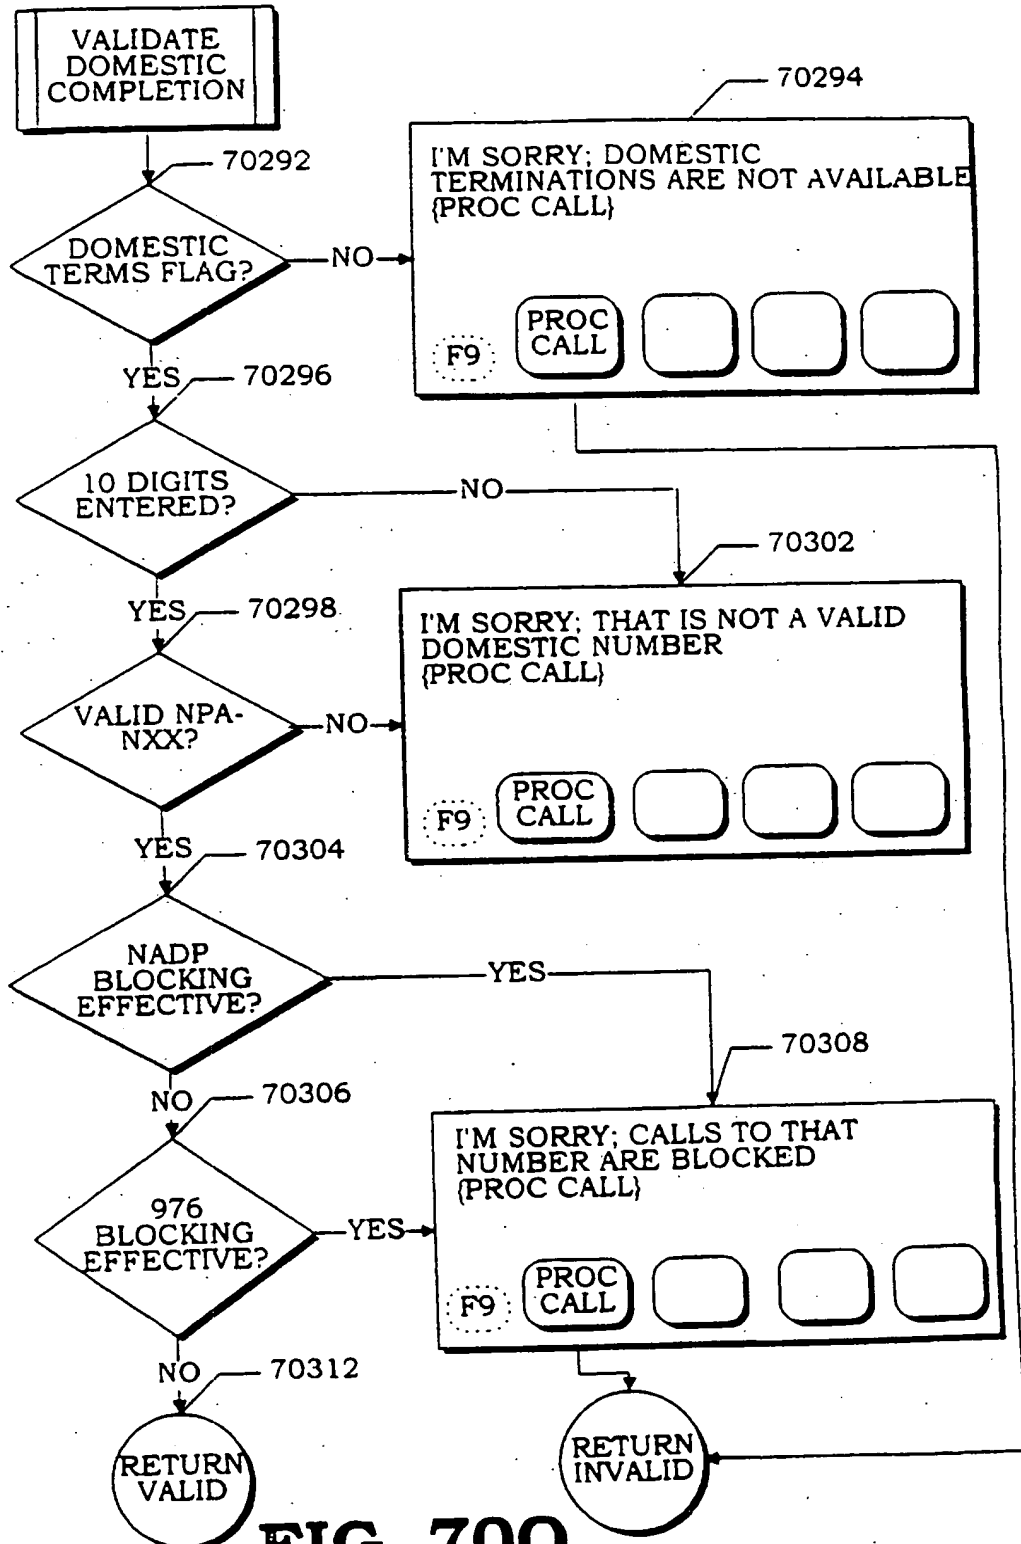 VALIDATE
DOMESTIC
COMPLETION
70294
70292
I'M SORRY; DOMESTIC
TERMINATIONS ARE NOT AVAILABLE
{PROC CALL}
DOMESTIC
TERMS FLAG?
NO
F9
PROC
CALL
YES
70296
10 DIGITS
ENTERED?
NO
70302
YES
70298
I'M SORRY; THAT IS NOT A VALID
DOMESTIC NUMBER
{PROC CALL}
VALID NPA-
NXX?
NO
F9
PROC
CALL
YES
70304
NADP
BLOCKING
EFFECTIVE?
YES
70308
NO
70306
I'M SORRY; CALLS TO THAT
NUMBER ARE BLOCKED
{PROC CALL}
976
BLOCKING
EFFECTIVE?
YES
F9
PROC
CALL
NO
70312
RETURN
VALID
RETURN
INVALID